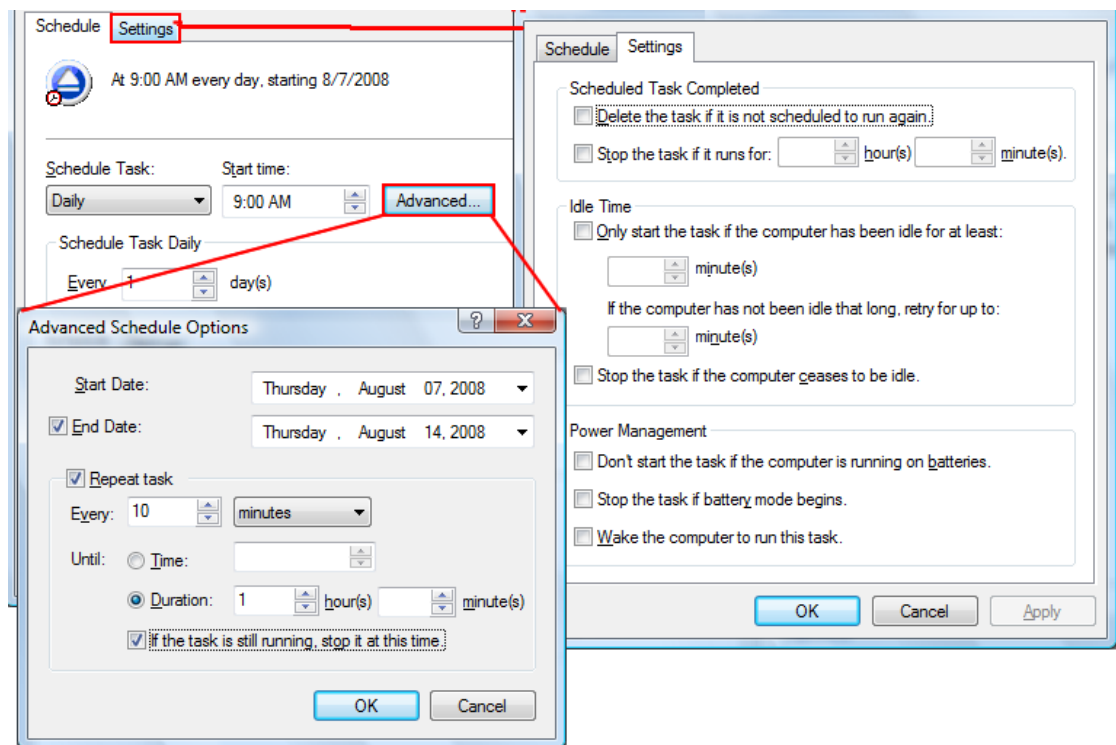 Schedule Settings
At 9:00 AM every day, starting 8/7/2008
Schedule Task: Start time:
Daily 9:00 AM Advanced...
Schedule Task Daily
Every 1 day(s)
Advanced Schedule Options
Start Date: Thursday , August 07, 2008
End Date: Thursday , August 14, 2008
Repeat task
Every: 10 minutes
Until: Time:
Duration: 1 hour(s) minute(s)
If the task is still running, stop it at this time.
OK Cancel
Schedule Settings
Scheduled Task Completed
Delete the task if it is not scheduled to run again.
Stop the task if it runs for: hour(s) minute(s).
Idle Time
Only start the task if the computer has been idle for at least:
minute(s)
If the computer has not been idle that long, retry for up to:
minute(s)
Stop the task if the computer ceases to be idle.
Power Management
Don't start the task if the computer is running on batteries.
Stop the task if battery mode begins.
Wake the computer to run this task.
OK Cancel Apply